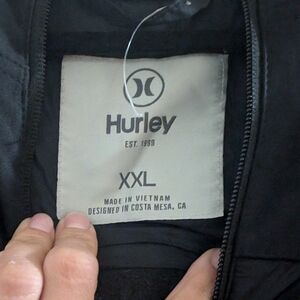 Hurley
EST. 1999
XXL
MADE IN VIETNAM
DESIGNED IN COSTA MESA, CA